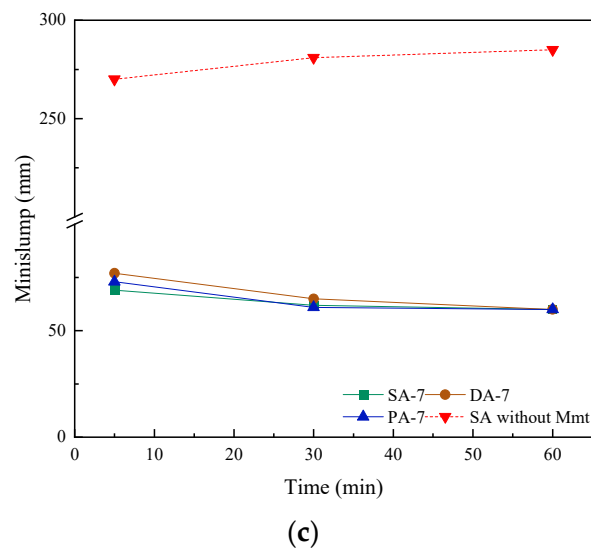 300
250
50
0
Minislump (mm)
SA-7
DA-7
PA-7
SA without Mmt
0 10 20 30 40 50 60
Time (min)
(c)